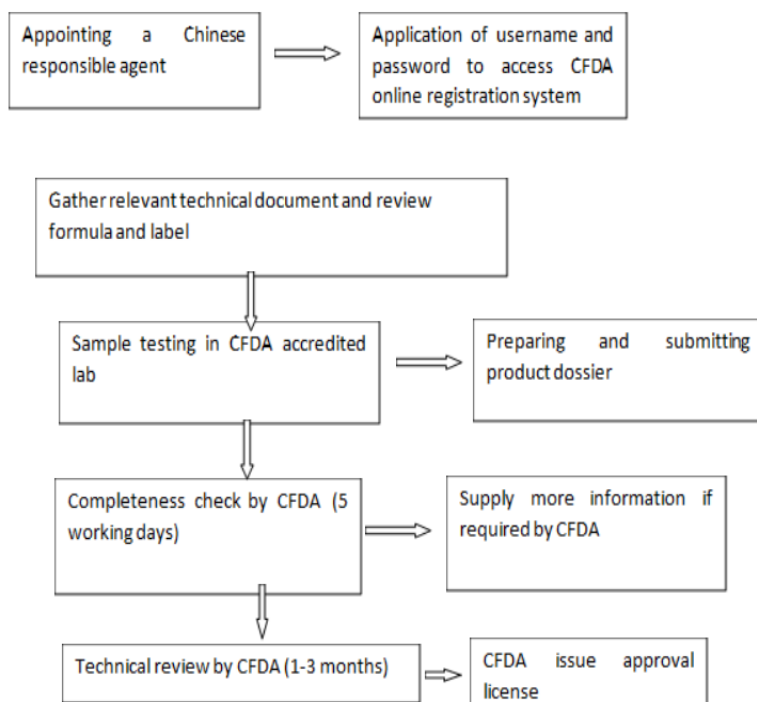 Appointing a Chinese
responsible agent
Application of username and
password to access CFDA
online registration system
Gather relevant technical document and review
formula and label
Sample testing in CFDA accredited
lab
Preparing and submitting
product dossier
Completeness check by CFDA (5
working days)
Supply more information if
required by CFDA
Technical review by CFDA (1-3 months)
CFDA issue approval
license